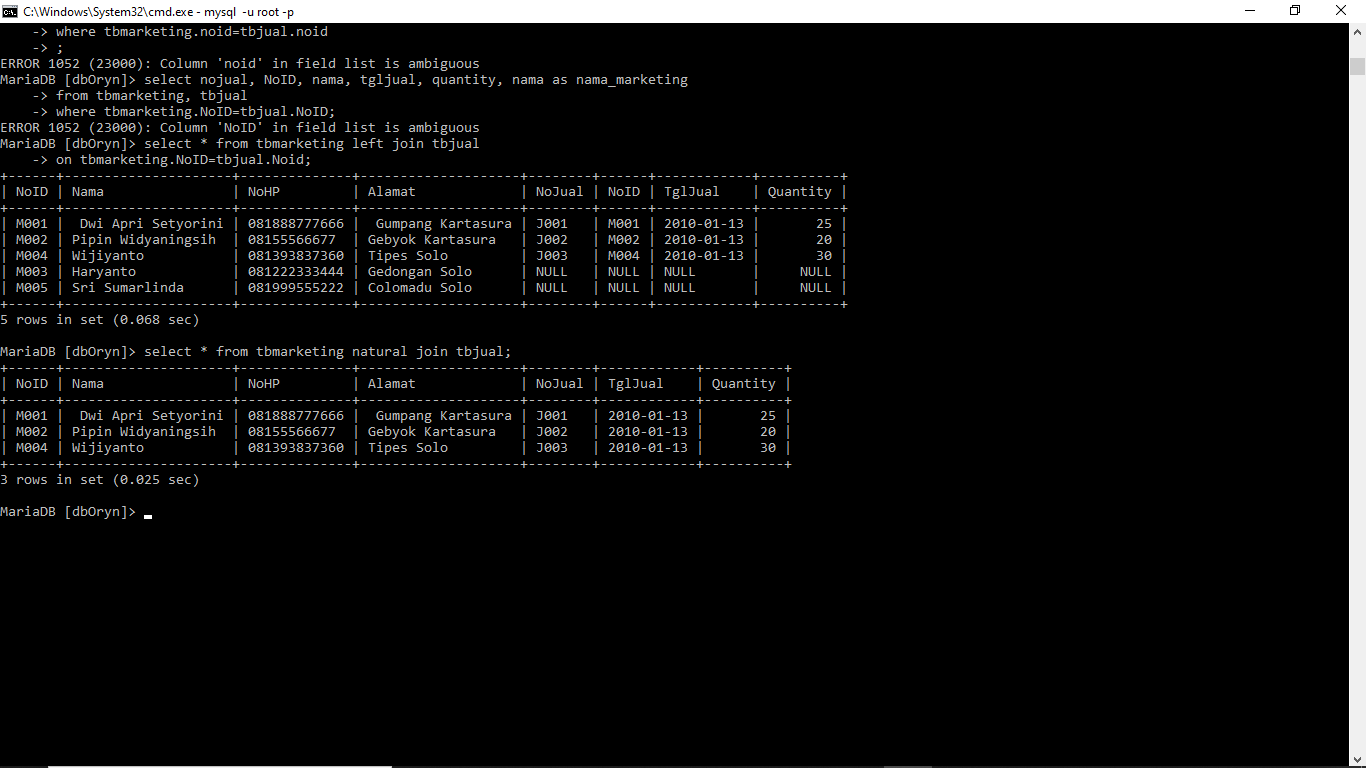 C:\Windows\System32\cmd.exe - mysql  -u root -p
    -> where tbmarketing.noid=tbjual.noid
    -> ;
ERROR 1052 (23000): Column 'noid' in field list is ambiguous
MariaDB [dbOryn]> select nojual, NoID, nama, tgljual, quantity, nama as nama_marketing
    -> from tbmarketing, tbjual
    -> where tbmarketing.NoID=tbjual.NoID;
ERROR 1052 (23000): Column 'NoID' in field list is ambiguous
MariaDB [dbOryn]> select * from tbmarketing left join tbjual
    -> on tbmarketing.NoID=tbjual.Noid;
+------+---------------------+--------------+--------------------+--------+------+------------+----------+
| NoID | Nama                | NoHP         | Alamat             | NoJual | NoID | TglJual    | Quantity |
+------+---------------------+--------------+--------------------+--------+------+------------+----------+
| M001 |  Dwi Apri Setyorini | 081888777666 |  Gumpang Kartasura | J001   | M001 | 2010-01-13 |       25 |
| M002 | Pipin Widyaningsih  | 08155566677  | Gebyok Kartasura   | J002   | M002 | 2010-01-13 |       20 |
| M004 | Wijiyanto           | 081393837360 | Tipes Solo         | J003   | M004 | 2010-01-13 |       30 |
| M003 | Haryanto            | 081222333444 | Gedongan Solo      | NULL   | NULL | NULL       |     NULL |
| M005 | Sri Sumarlinda      | 081999555222 | Colomadu Solo      | NULL   | NULL | NULL       |     NULL |
+------+---------------------+--------------+--------------------+--------+------+------------+----------+
5 rows in set (0.068 sec)
MariaDB [dbOryn]> select * from tbmarketing natural join tbjual;
+------+---------------------+--------------+--------------------+--------+------------+----------+
| NoID | Nama                | NoHP         | Alamat             | NoJual | TglJual    | Quantity |
+------+---------------------+--------------+--------------------+--------+------------+----------+
| M001 |  Dwi Apri Setyorini | 081888777666 |  Gumpang Kartasura | J001   | 2010-01-13 |       25 |
| M002 | Pipin Widyaningsih  | 08155566677  | Gebyok Kartasura   | J002   | 2010-01-13 |       20 |
| M004 | Wijiyanto           | 081393837360 | Tipes Solo         | J003   | 2010-01-13 |       30 |
+------+---------------------+--------------+--------------------+--------+------------+----------+
3 rows in set (0.025 sec)
MariaDB [dbOryn]> _